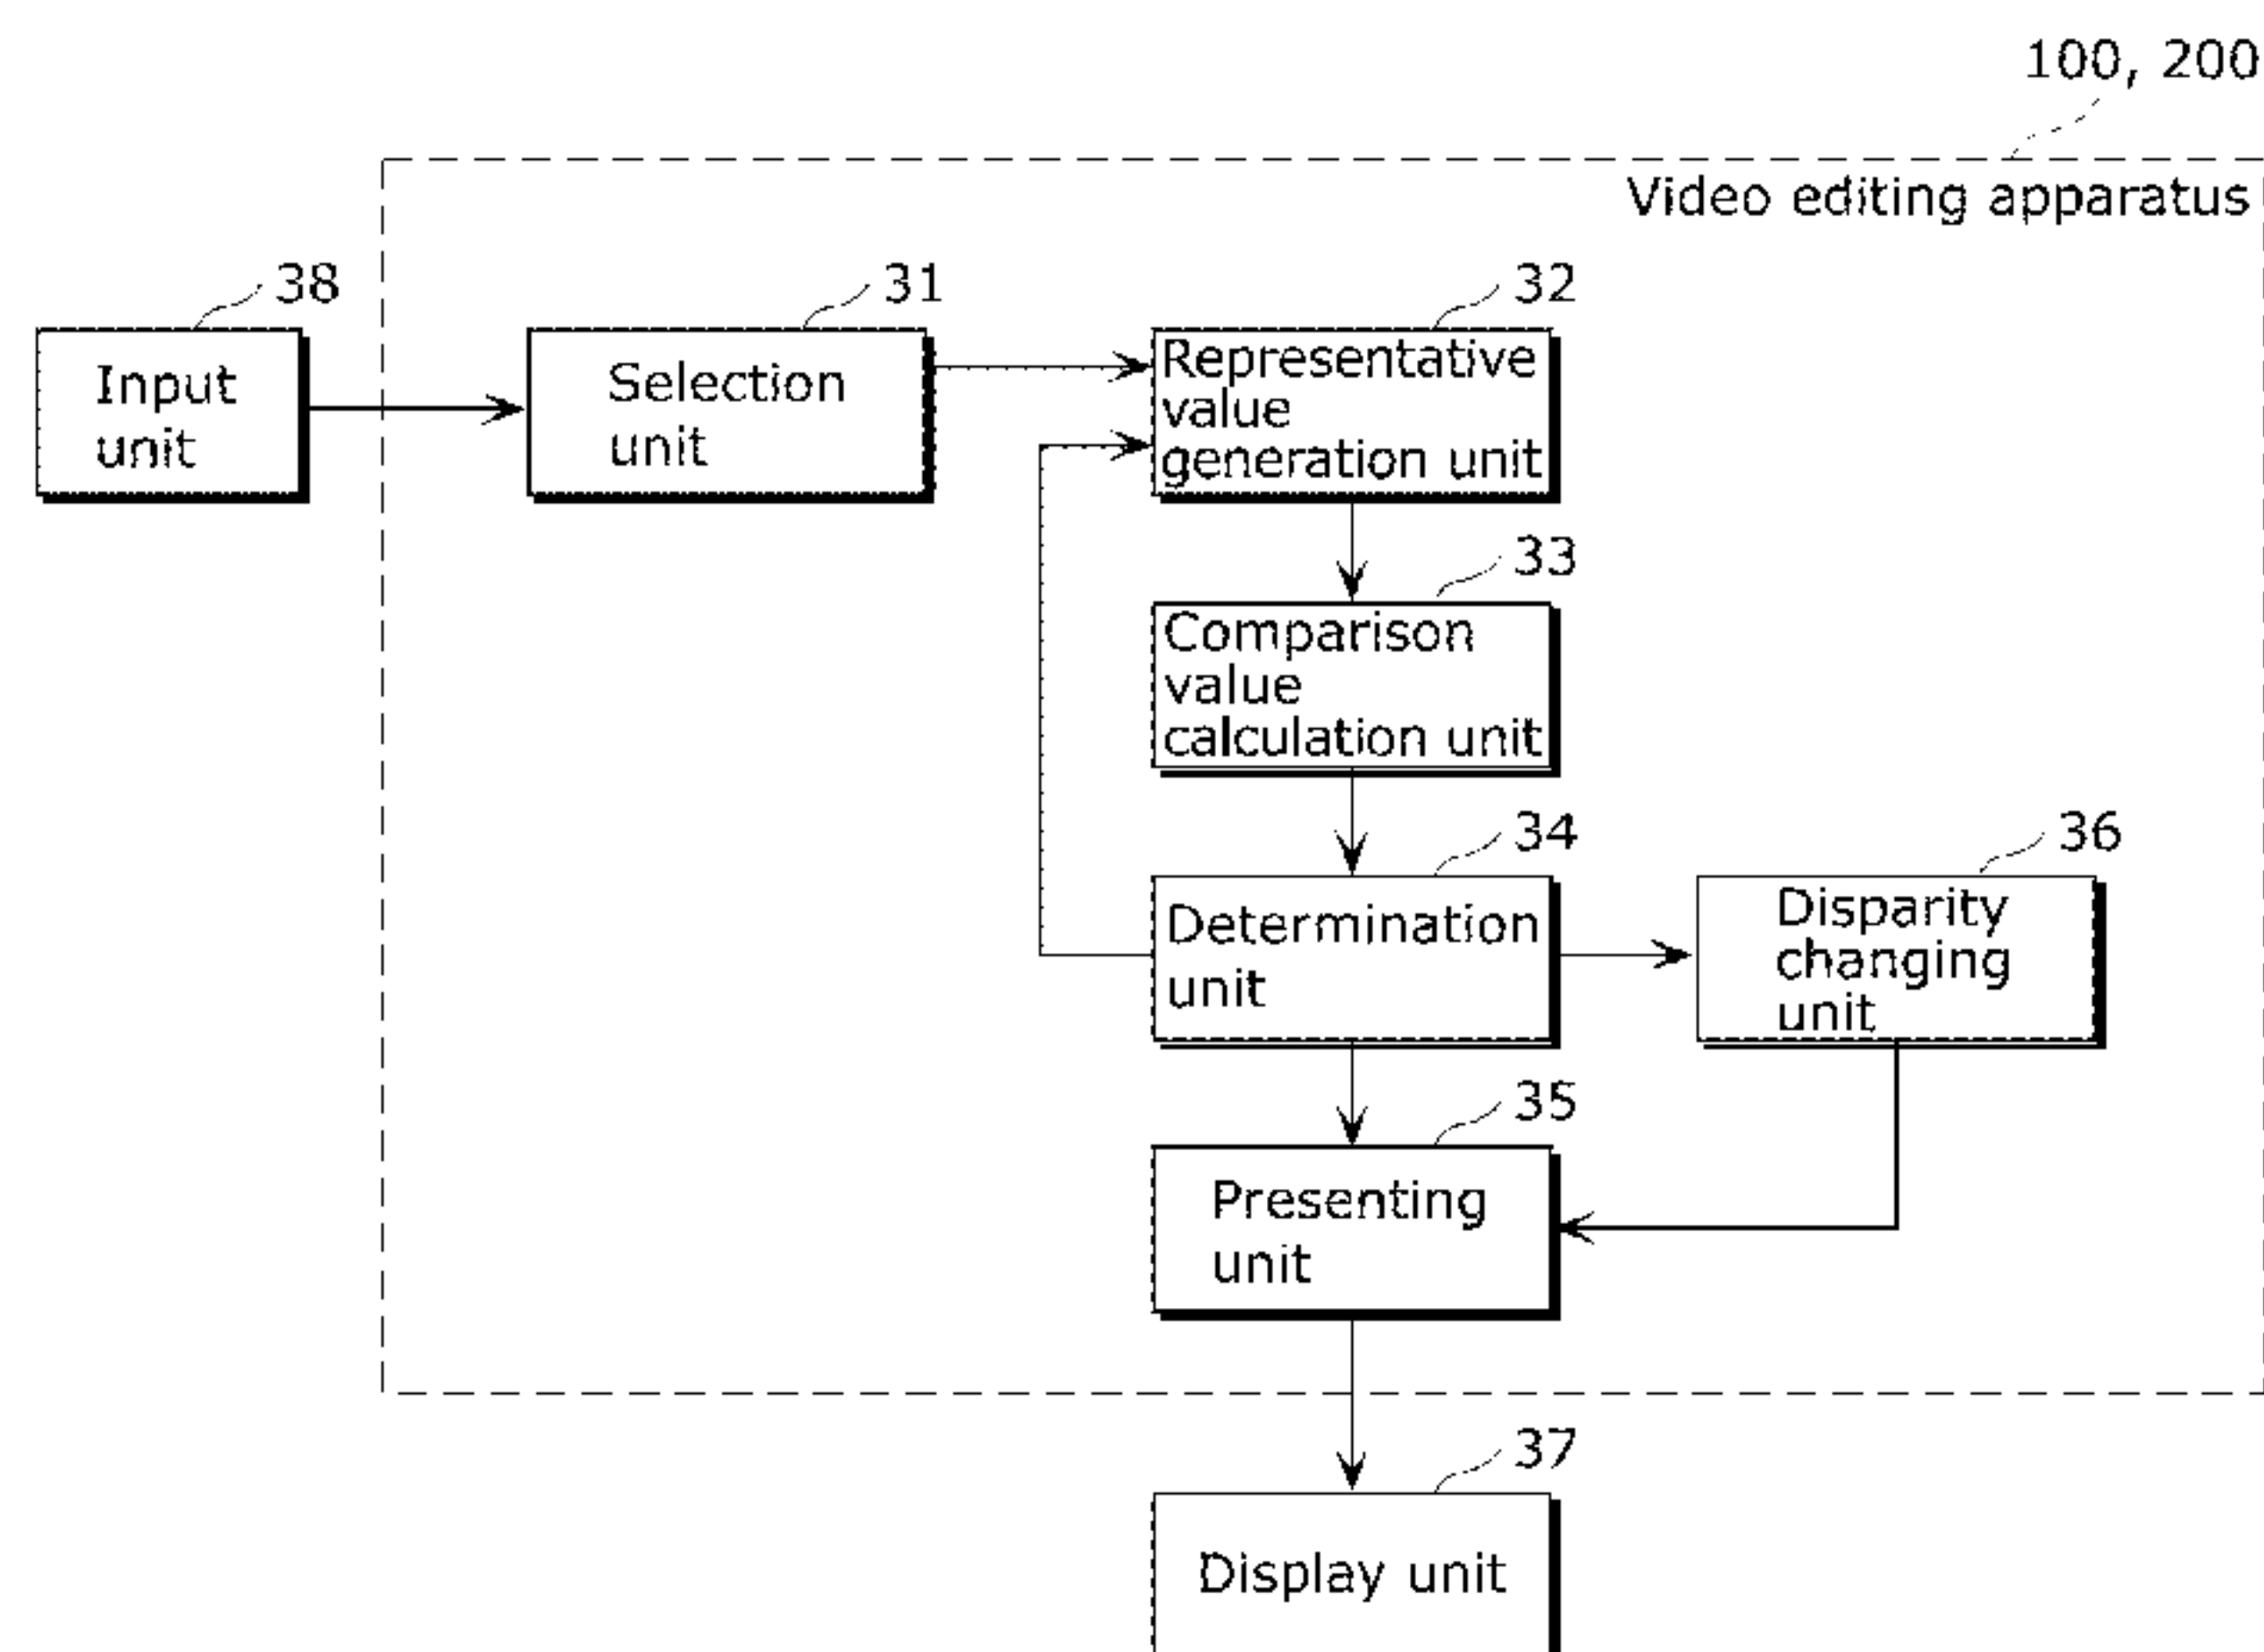 100, 200
Video editing apparatus
38
31
32
Input
unit
Selection
unit
Representative
value
generation unit
33
Comparison
value
calculation unit
34
36
Determination
unit
Disparity
changing
unit
35
Presenting
unit
37
Display unit